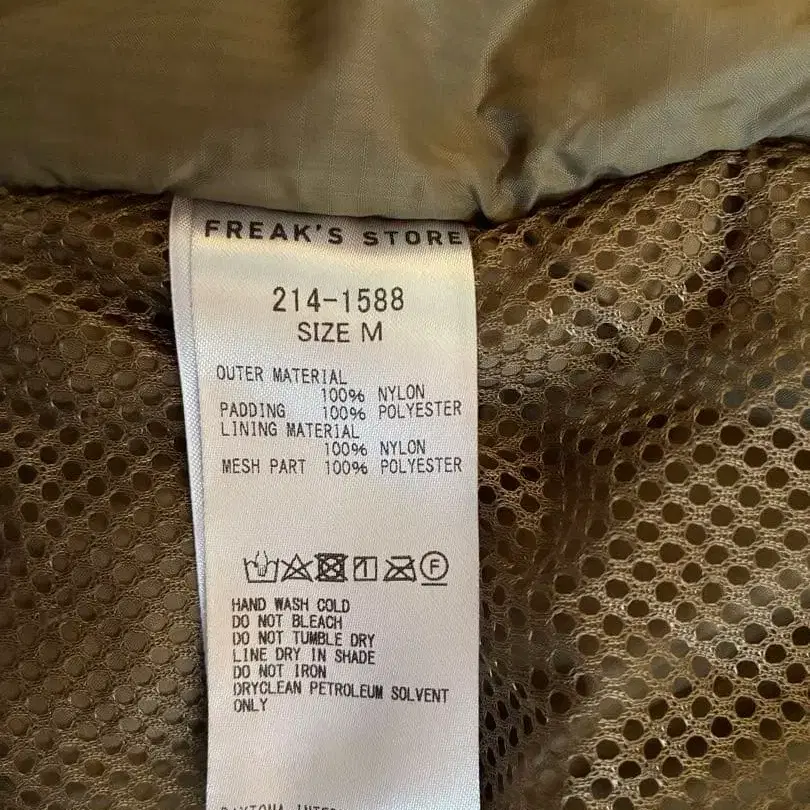 FREAK'S STORE
214-1588
SIZE M
OUTER MATERIAL
100% NYLON
PADDING 100% POLYESTER
LINING MATERIAL
100% NYLON
MESH PART 100% POLYESTER
F
HAND WASH COLD
DO NOT BLEACH
DO NOT TUMBLE DRY
LINE DRY IN SHADE
DO NOT IRON
DRYCLEAN PETROLEUM SOLVENT
ONLY